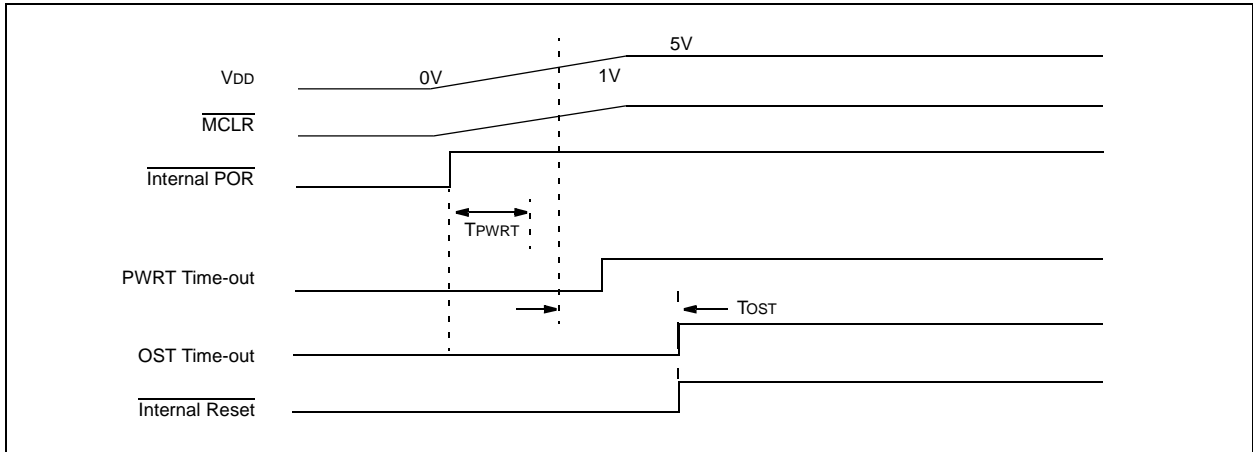 5V
VDD 0V 1V
MCLR
Internal POR
TPWRT
PWRT Time-out
TOST
OST Time-out
Internal Reset